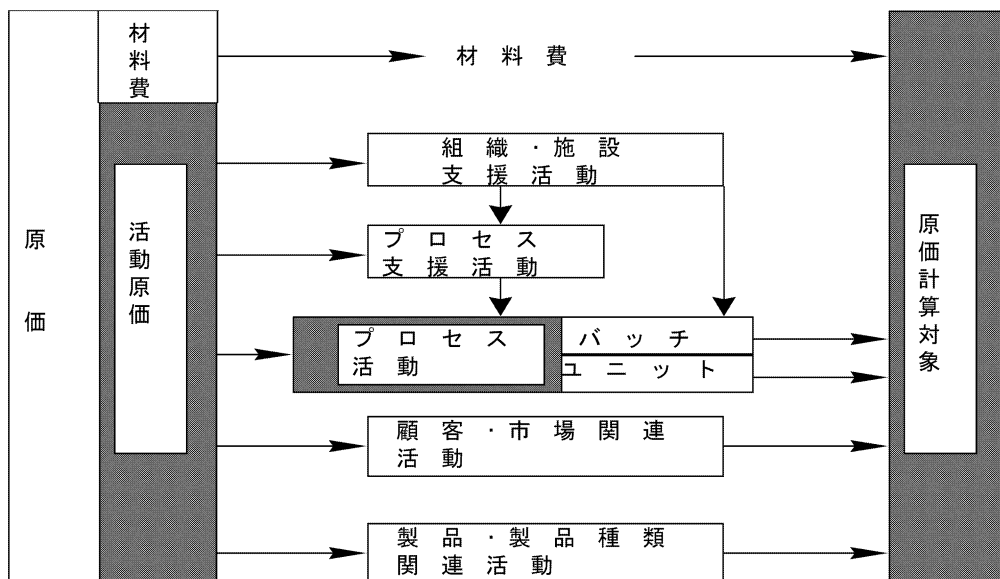 原価
材料費
活動原価
材料費
組織・施設
支援活動
プロセス
支援活動
プロセス
活動
バッチ
ユニット
顧客・市場関連
活動
製品・製品種類
関連活動
原価計算対象